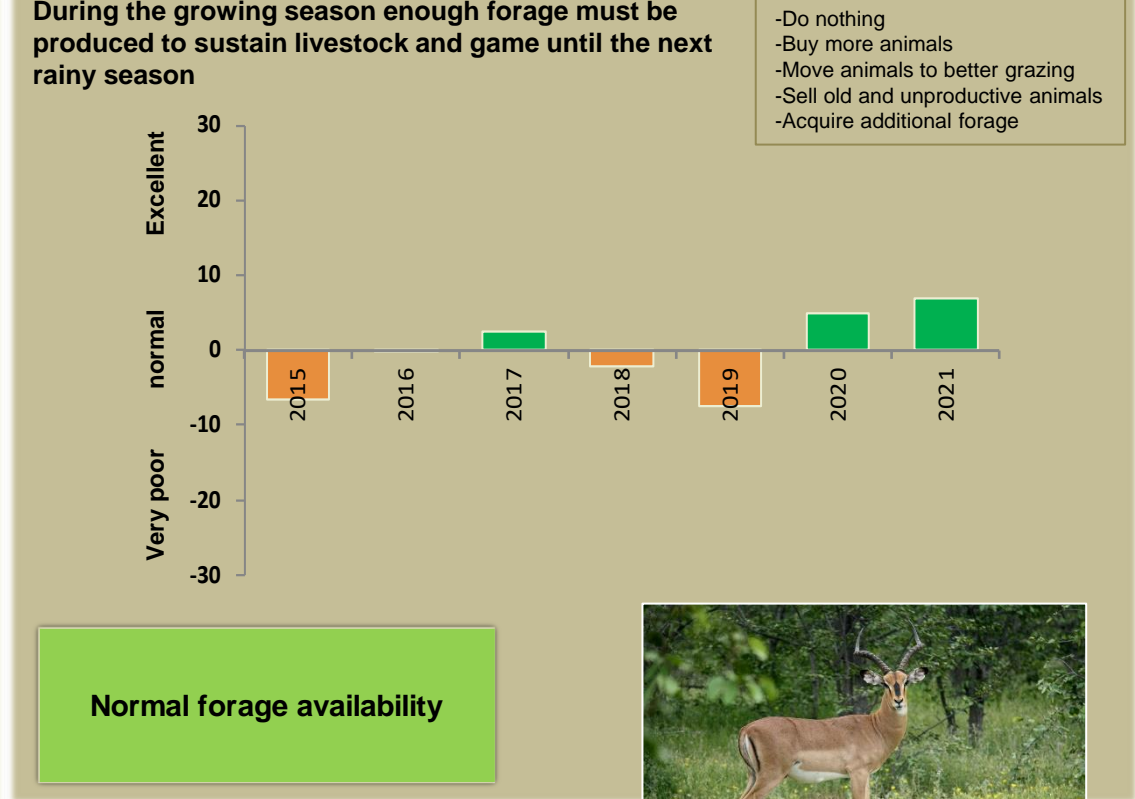 During the growing season enough forage must be
produced to sustain livestock and game until the next
rainy season
-Do nothing
-Buy more animals
-Move animals to better grazing
-Sell old and unproductive animals
-Acquire additional forage
Excellent
normal
Very poor
30
20
10
0
-10
-20
-30
2015
2016
2017
2018
2019
2020
2021
Normal forage availability